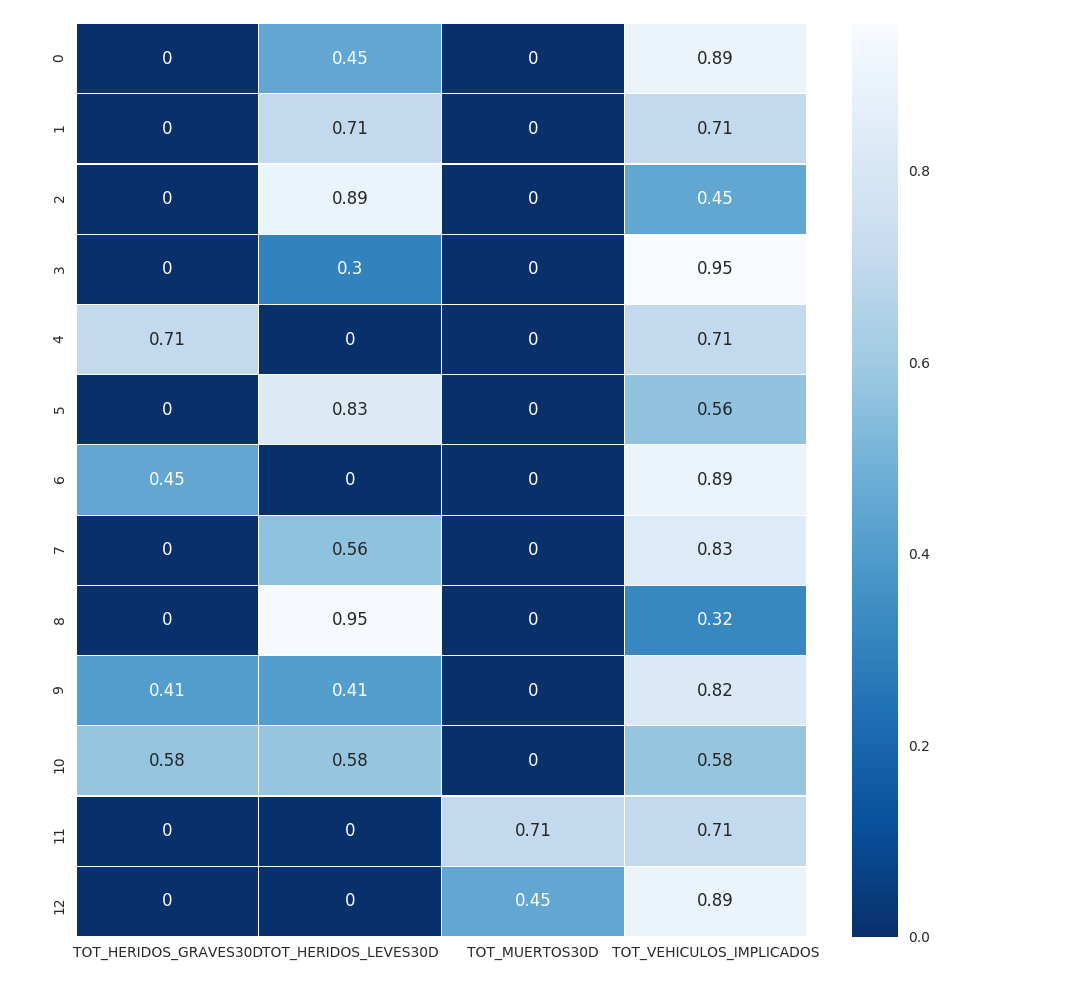 0 0 0.45 0 0.89
1 0 0.71 0 0.71
0.8
2 0 0.89 0 0.45
3 0 0.3 0 0.95
4 0.71 0 0 0.71
0.6
5 0 0.83 0 0.56
6 0.45 0 0 0.89
7 0 0.56 0 0.83
0.4
8 0 0.95 0 0.32
9 0.41 0.41 0 0.82
0.2
10 0.58 0.58 0 0.58
11 0 0 0.71 0.71
12 0 0 0.45 0.89
0.0
TOT_HERIDOS_GRAVES30D TOT_HERIDOS_LEVES30D TOT_MUERTOS30D TOT_VEHICULOS_IMPLICADOS